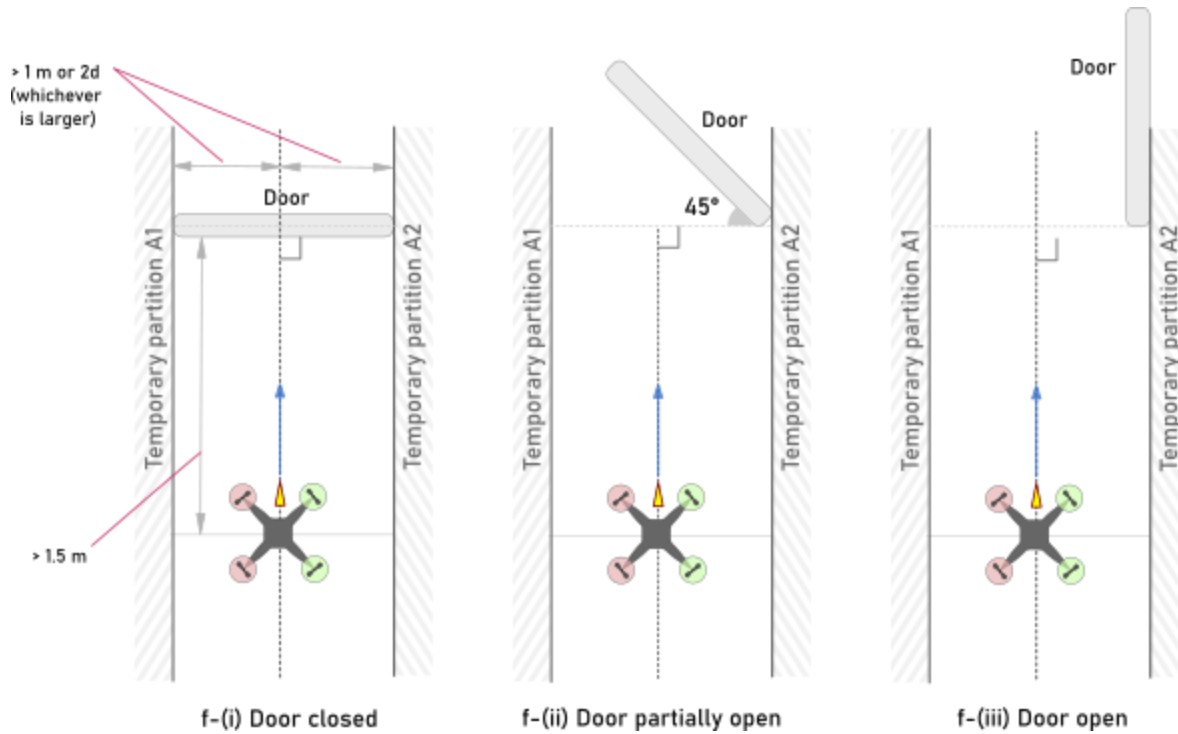 > 1 m or 2d
(whichever
is larger)
Door
Temporary partition A1
Temporary partition A2
> 1.5 m
f-(i) Door closed
Door
45°
Temporary partition A1
Temporary partition A2
f-(ii) Door partially open
Door
Temporary partition A1
Temporary partition A2
f-(iii) Door open